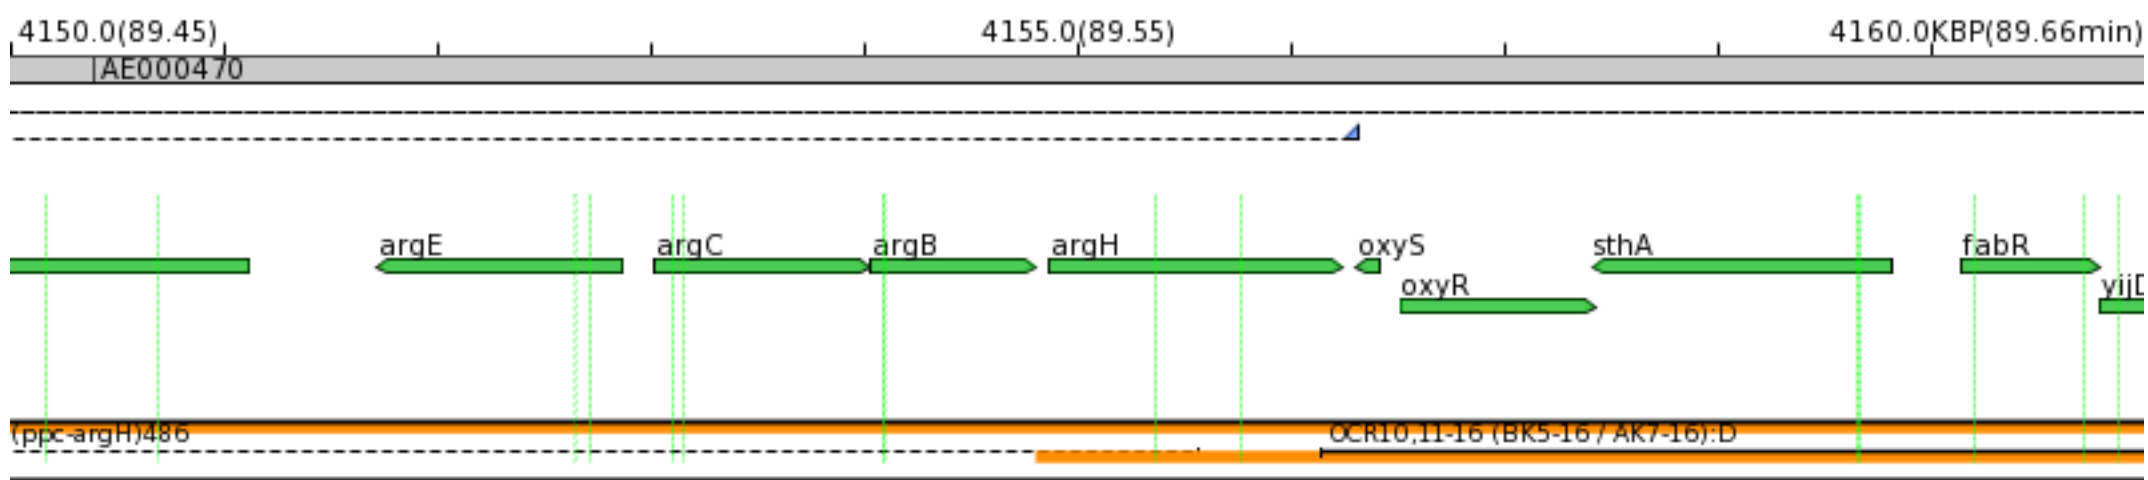 4150.0(89.45) 4155.0(89.55) 4160.0KBP(89.66min)
AE000470
argE argC argB argH oxyS sthA fabR
oxyR yijD
(ppc-argH)486 OCR10,11-16 (BK5-16 / AK7-16):D